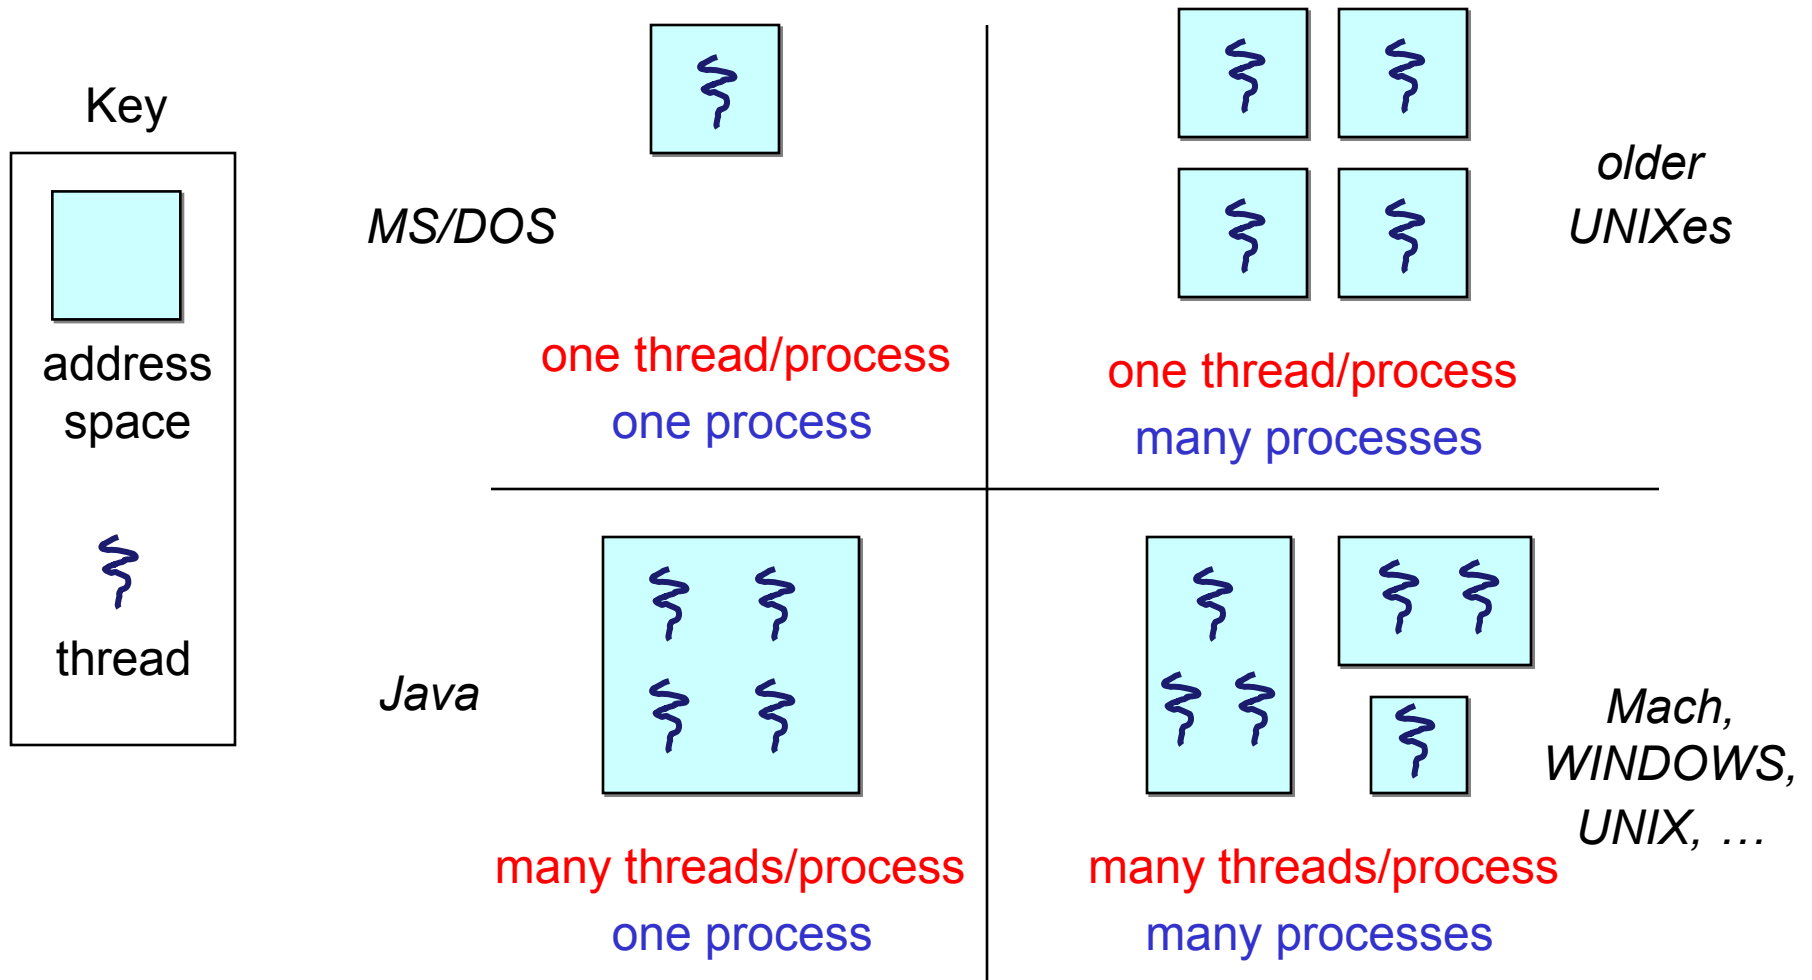 Key
address
space
thread
MS/DOS
one thread/process
one process
older
UNIXes
one thread/process
many processes
Java
many threads/process
one process
Mach,
WINDOWS,
UNIX, …
many threads/process
many processes